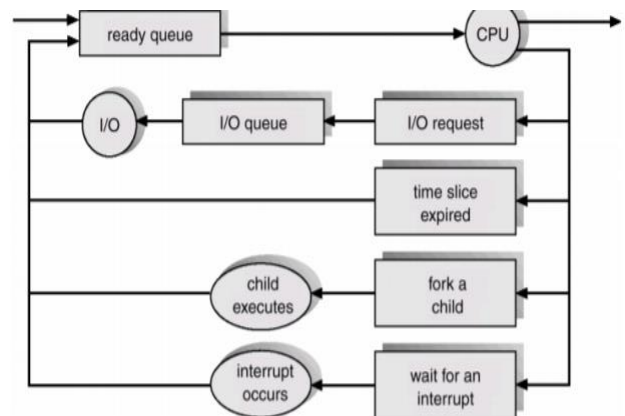 ready queue
CPU
I/O
I/O queue
I/O request
time slice
expired
child
executes
fork a
child
interrupt
occurs
wait for an
interrupt